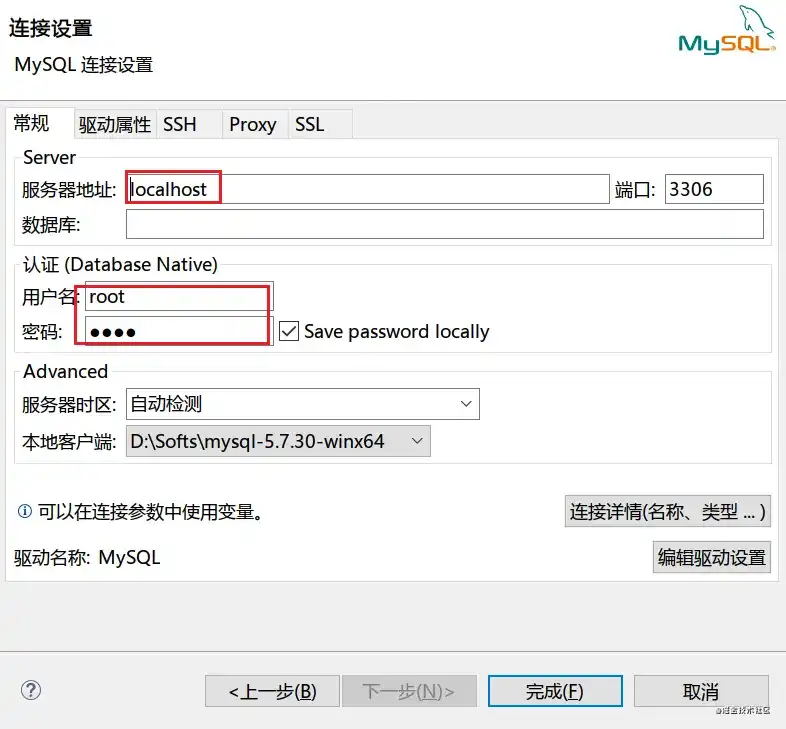 连接设置
MySQL 连接设置
MySQL®
常规 驱动属性 SSH Proxy SSL
Server
服务器地址: localhost 端口: 3306
数据库:
认证 (Database Native)
用户名: root
密码: ●●●● Save password locally
Advanced
服务器时区: 自动检测
本地客户端: D:\Softs\mysql-5.7.30-winx64
可以在连接参数中使用变量。 连接详情(名称、类型 ... )
驱动名称: MySQL 编辑驱动设置
<上一步(B) 下一步(N)> 完成(F) 取消
@掘金技术社区